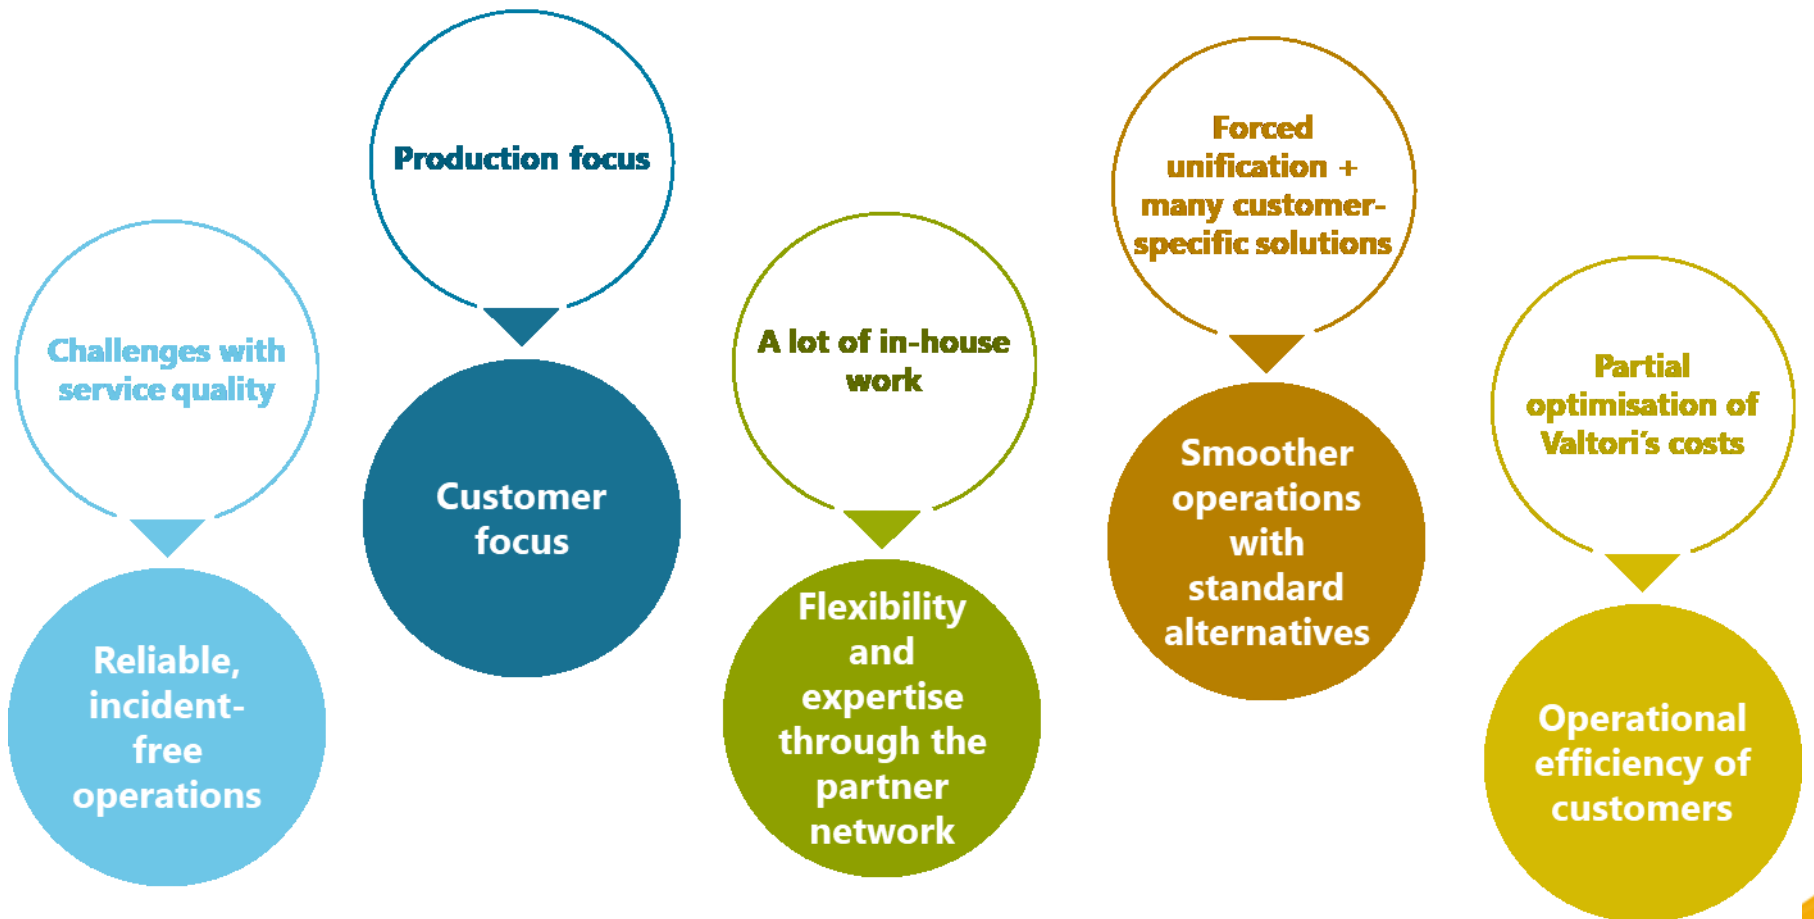 Challenges with
service quality
Reliable,
incident-
free
operations
Production focus
Customer
focus
A lot of in-house
work
Flexibility
and
expertise
through the
partner
network
Forced
unification +
many customer-
specific solutions
Smoother
operations
with
standard
alternatives
Partial
optimisation of
Valtori´s costs
Operational
efficiency of
customers